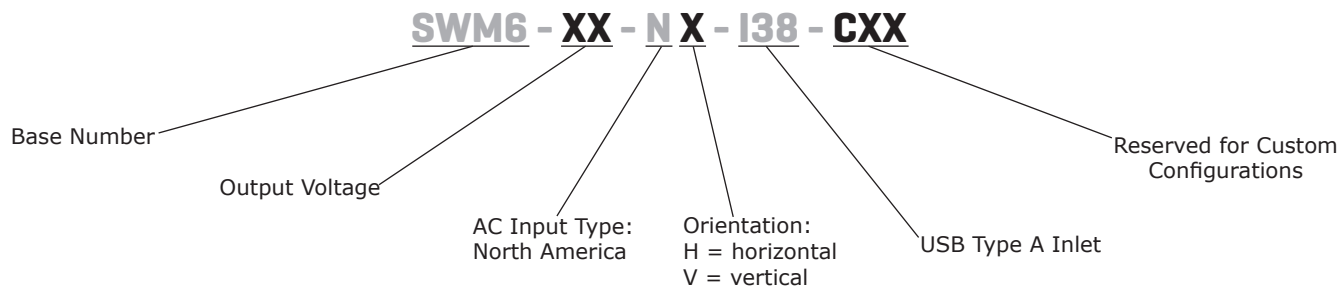 SWM6 - XX - N X - I38 - CXX
Base Number
Output Voltage
AC Input Type:
North America
Orientation:
H = horizontal
V = vertical
USB Type A Inlet
Reserved for Custom
Configurations